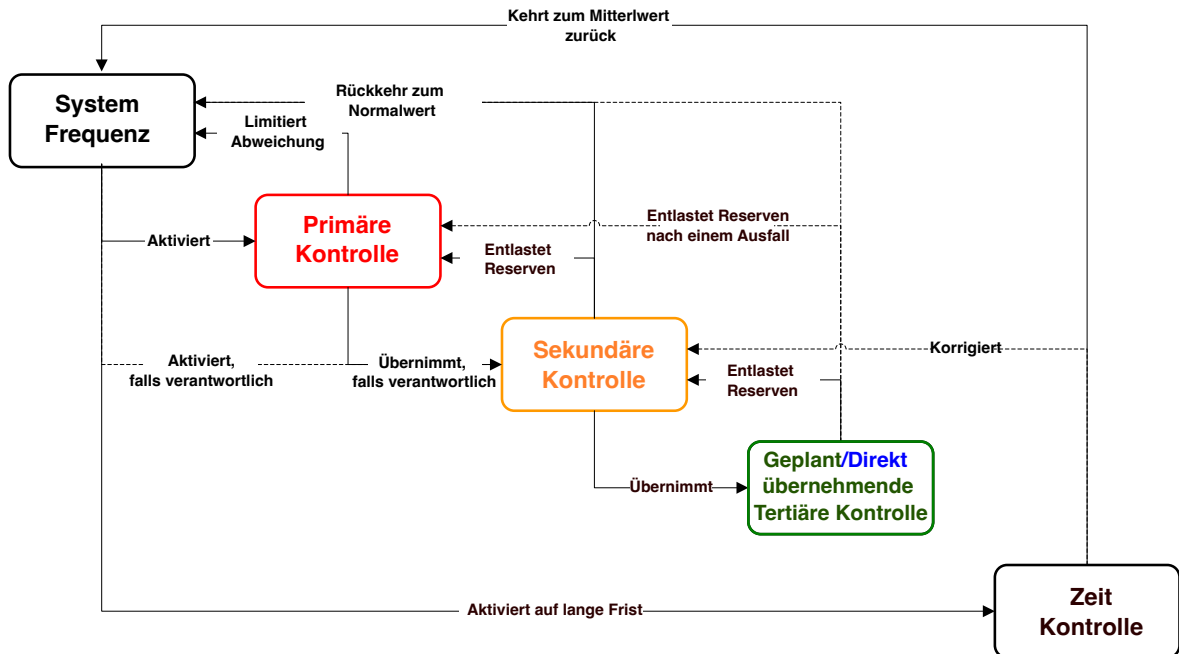 Kehrt zum Mitterlwert
zurück
System
Frequenz
Rückkehr zum
Normalwert
Limitiert
Abweichung
Primäre
Kontrolle
Aktiviert
Entlastet Reserven
nach einem Ausfall
Entlastet
Reserven
Sekundäre
Kontrolle
Aktiviert,
falls verantwortlich
Übernimmt,
falls verantwortlich
Korrigiert
Entlastet
Reserven
Geplant/Direkt
übernehmende
Tertiäre Kontrolle
Übernimmt
Aktiviert auf lange Frist
Zeit
Kontrolle